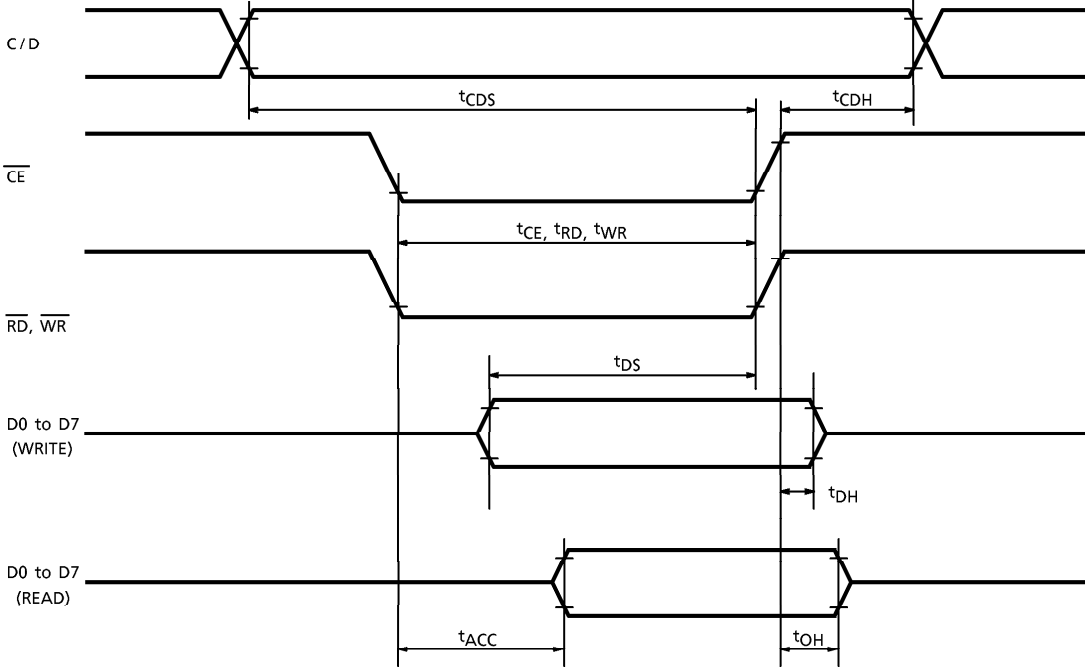 C/D
tCDS
tCDH
CE
tCE, tRD, tWR
RD, WR
tDS
D0 to D7
(WRITE)
tDH
D0 to D7
(READ)
tACC
tOH